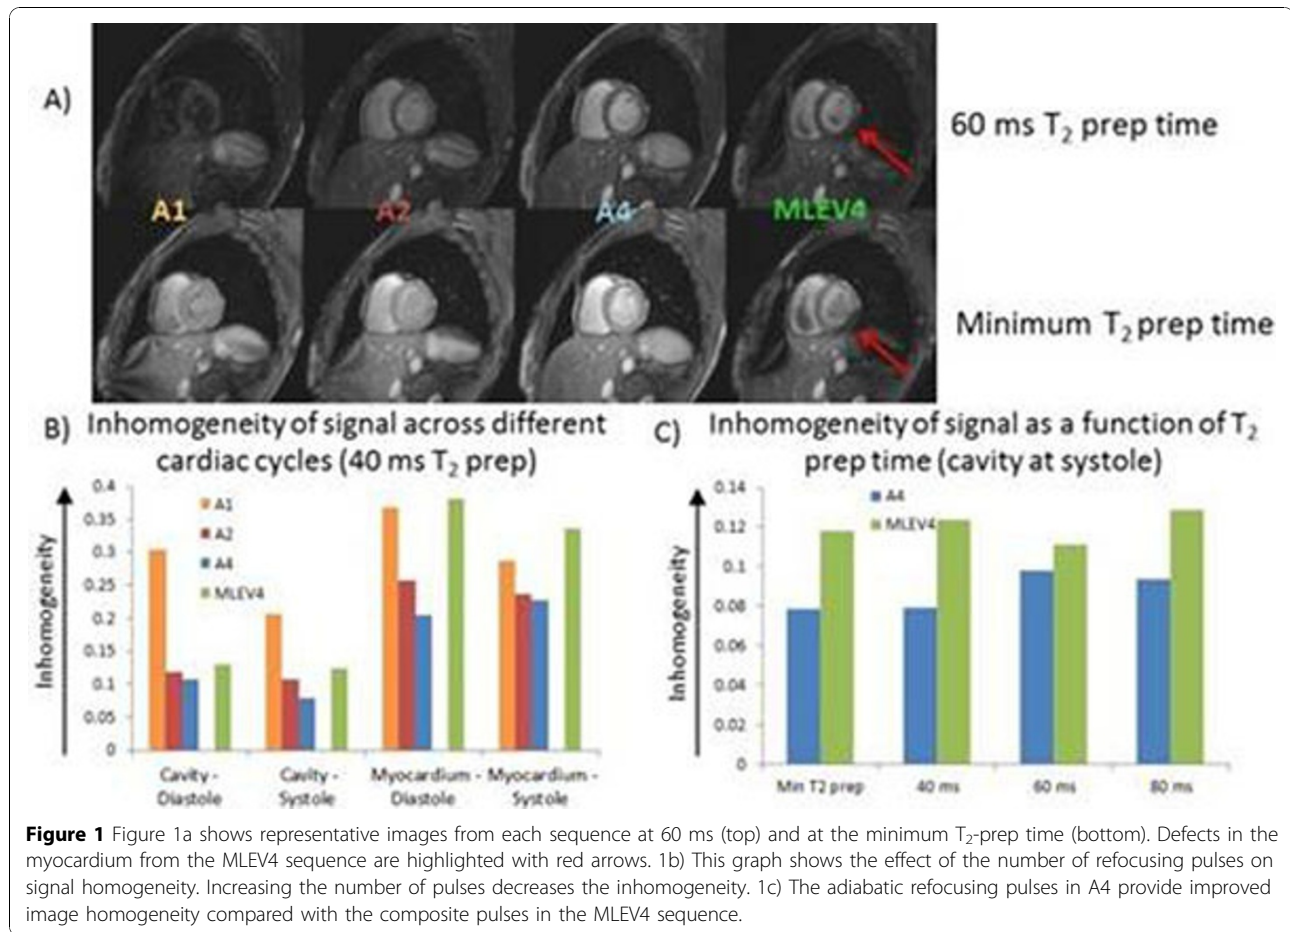 A)
60 ms T₂ prep time
A1
A2
A4
MLEV4
Minimum T₂ prep time
B) Inhomogeneity of signal across different
cardiac cycles (40 ms T₂ prep)
Inhomogeneity
0.4
0.35
0.3
0.25
0.2
0.15
0.1
0.05
0
A1
A2
A4
MLEV4
Cavity - Diastole
Cavity - Systole
Myocardium - Diastole
Myocardium - Systole
C) Inhomogeneity of signal as a function of T₂
prep time (cavity at systole)
Inhomogeneity
0.14
0.12
0.1
0.08
0.06
0.04
0.02
0
A4
MLEV4
Min T2 prep
40 ms
60 ms
80 ms
Figure 1 Figure 1a shows representative images from each sequence at 60 ms (top) and at the minimum T₂-prep time (bottom). Defects in the
myocardium from the MLEV4 sequence are highlighted with red arrows. 1b) This graph shows the effect of the number of refocusing pulses on
signal homogeneity. Increasing the number of pulses decreases the inhomogeneity. 1c) The adiabatic refocusing pulses in A4 provide improved
image homogeneity compared with the composite pulses in the MLEV4 sequence.